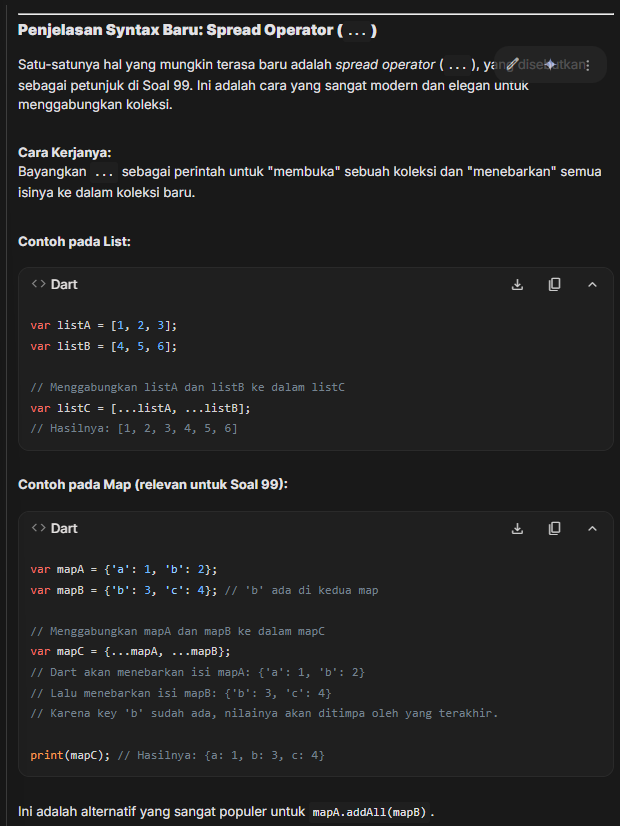 Penjelasan Syntax Baru: Spread Operator ( ... )
Satu-satunya hal yang mungkin terasa baru adalah spread operator ( ... ), yang disebutkan
sebagai petunjuk di Soal 99. Ini adalah cara yang sangat modern dan elegan untuk
menggabungkan koleksi.
Cara Kerjanya:
Bayangkan ... sebagai perintah untuk "membuka" sebuah koleksi dan "menebarkan" semua
isinya ke dalam koleksi baru.
Contoh pada List:
<> Dart
var listA = [1, 2, 3];
var listB = [4, 5, 6];
// Menggabungkan listA dan listB ke dalam listC
var listC = [...listA, ...listB];
// Hasilnya: [1, 2, 3, 4, 5, 6]
Contoh pada Map (relevan untuk Soal 99):
<> Dart
var mapA = {'a': 1, 'b': 2};
var mapB = {'b': 3, 'c': 4}; // 'b' ada di kedua map
// Menggabungkan mapA dan mapB ke dalam mapC
var mapC = {...mapA, ...mapB};
// Dart akan menebarkan isi mapA: {'a': 1, 'b': 2}
// Lalu menebarkan isi mapB: {'b': 3, 'c': 4}
// Karena key 'b' sudah ada, nilainya akan ditimpa oleh yang terakhir.
print(mapC); // Hasilnya: {a: 1, b: 3, c: 4}
Ini adalah alternatif yang sangat populer untuk mapA.addAll(mapB).